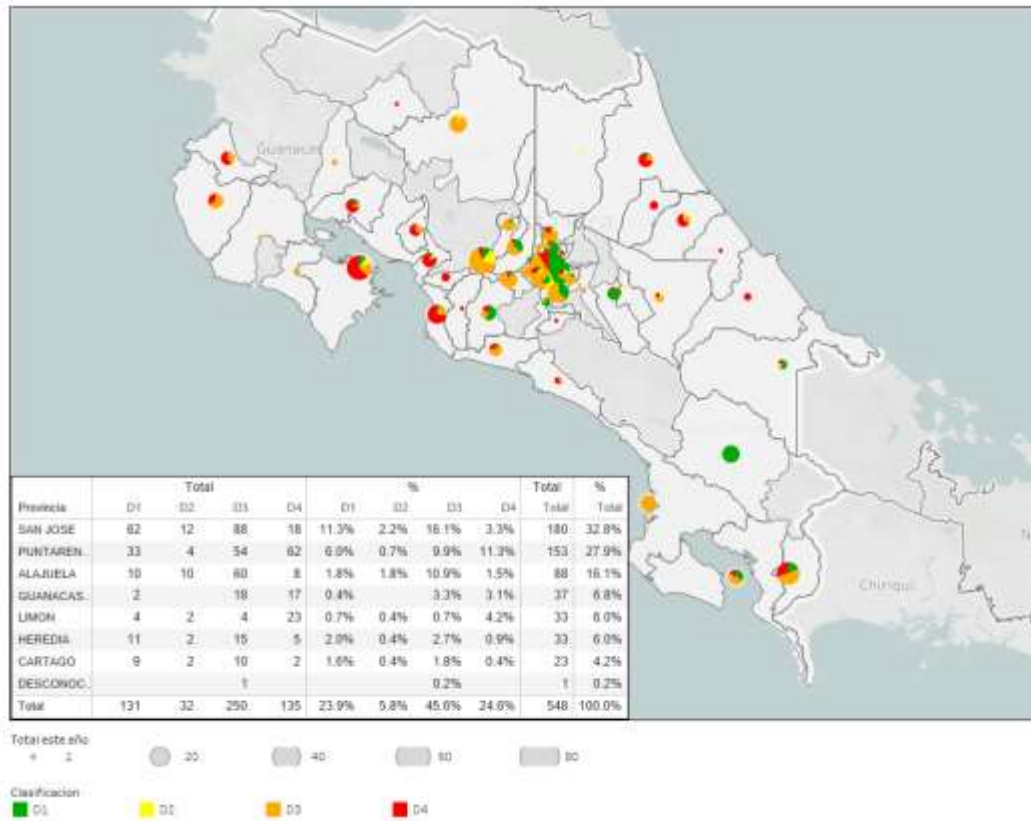 Guanacas
Chiriquí
Total % Total %
Provincia D1 D2 D3 D4 D1 D2 D3 D4 Total Total
SAN JOSE 62 12 88 18 11.3% 2.2% 16.1% 3.3% 180 32.8%
PUNTAREN.. 33 4 54 62 6.0% 0.7% 9.9% 11.3% 153 27.9%
ALAJUELA 10 10 60 8 1.8% 1.8% 10.9% 1.5% 88 16.1%
GUANACAS.. 2 18 17 0.4% 3.3% 3.1% 37 6.8%
LIMON 4 2 4 23 0.7% 0.4% 0.7% 4.2% 33 6.0%
HEREDIA 11 2 15 5 2.0% 0.4% 2.7% 0.9% 33 6.0%
CARTAGO 9 2 10 2 1.6% 0.4% 1.8% 0.4% 23 4.2%
DESCONOC.. 1 0.2% 1 0.2%
Total 131 32 250 135 23.9% 5.8% 45.6% 24.6% 548 100.0%
Total este año
20 40 60 80
Clasificacion
D1 D2 D3 D4